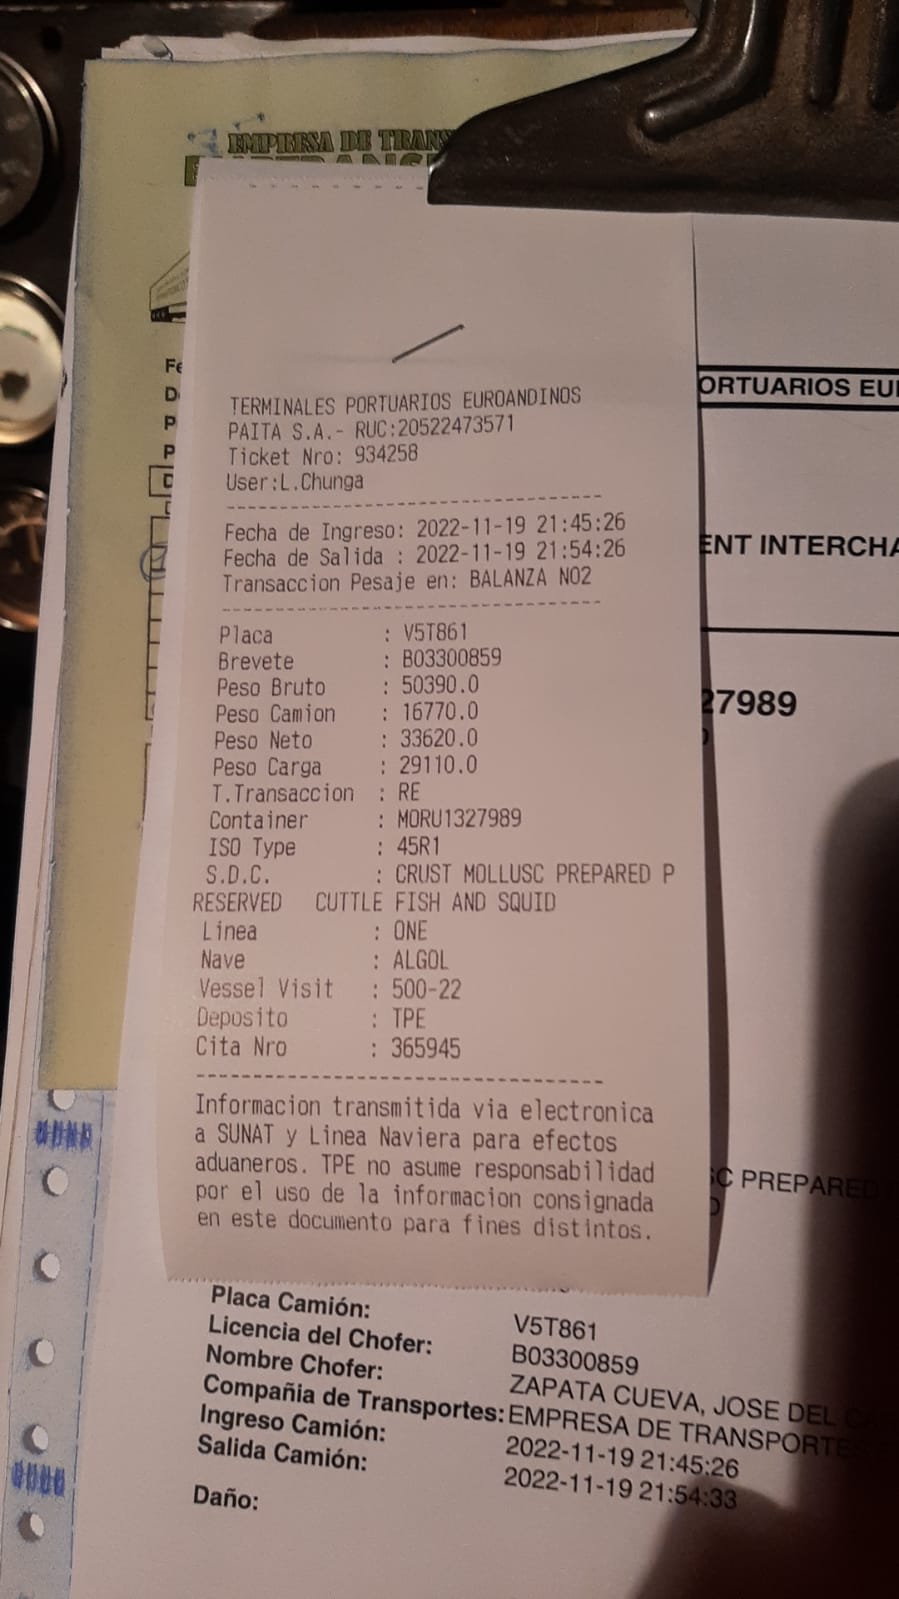 EMPRESA DE TRANS
TERMINALES PORTUARIOS EUROANDINOS
PAITA S.A.- RUC:20522473571
Ticket Nro: 934258
User:L.Chunga
Fecha de Ingreso: 2022-11-19 21:45:26
Fecha de Salida : 2022-11-19 21:54:26
Transaccion Pesaje en: BALANZA NO2
Placa : V5T861
Brevete : B03300859
Peso Bruto : 50390.0
Peso Camion : 16770.0
Peso Neto : 33620.0
Peso Carga : 29110.0
T.Transaccion : RE
Container : MORU1327989
ISO Type : 45R1
S.D.C. : CRUST MOLLUSC PREPARED P
RESERVED CUTTLE FISH AND SQUID
Linea : ONE
Nave : ALGOL
Vessel Visit : 500-22
Deposito : TPE
Cita Nro : 365945
Informacion transmitida via electronica
a SUNAT y Linea Naviera para efectos
aduaneros. TPE no asume responsabilidad
por el uso de la informacion consignada
en este documento para fines distintos.
ORTUARIOS EU
ENT INTERCHA
27989
SC PREPARED
Placa Camión: V5T861
Licencia del Chofer: B03300859
Nombre Chofer: ZAPATA CUEVA, JOSE DEL
Compañia de Transportes: EMPRESA DE TRANSPORTE
Ingreso Camión: 2022-11-19 21:45:26
Salida Camión: 2022-11-19 21:54:33
Daño: